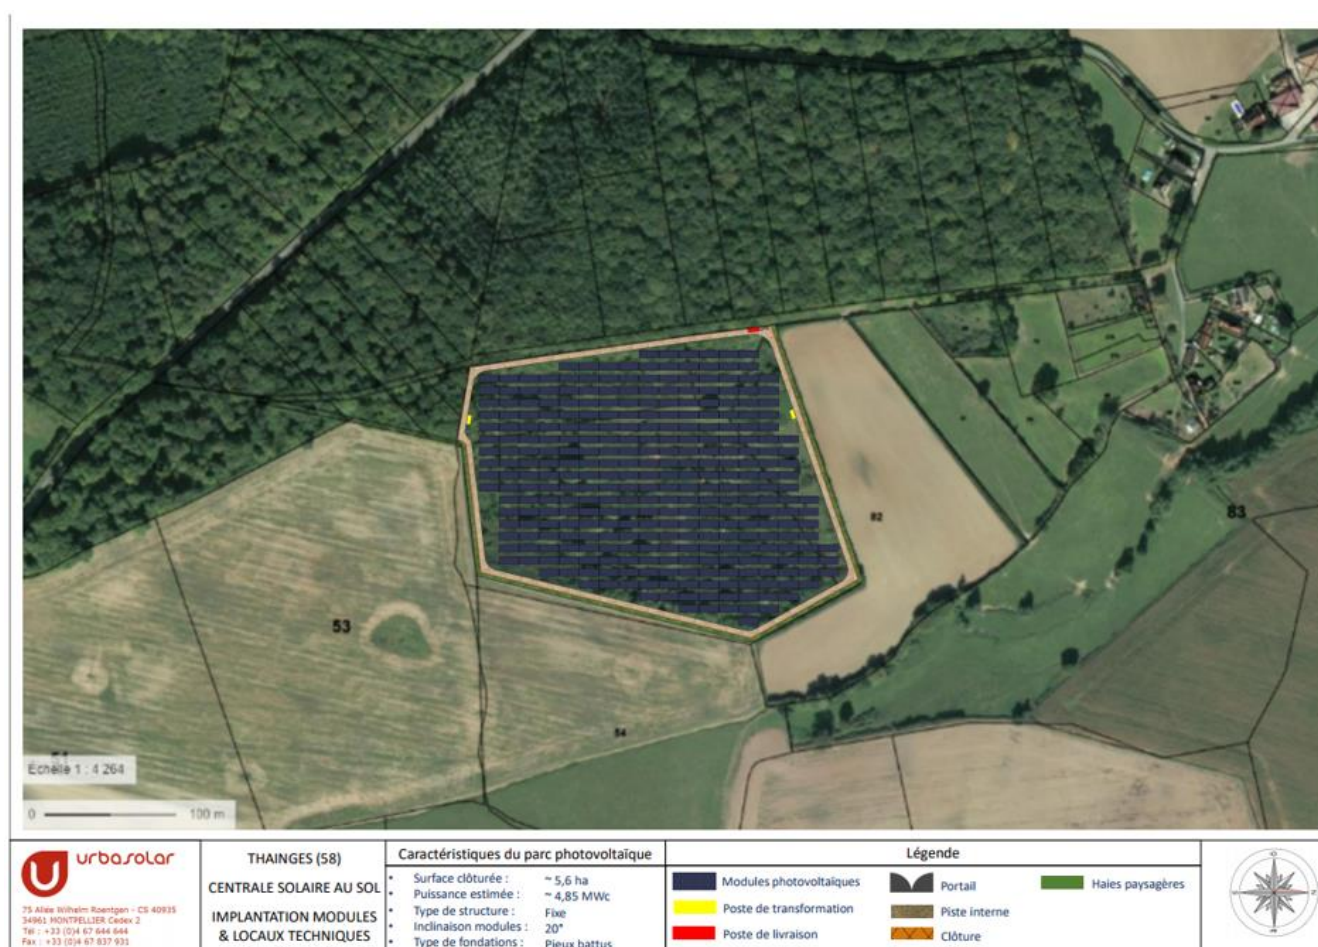 82
83
53
54
Echelle 1 : 4 264
0 100 m
urbasolar
75 Allée Wilhelm Roentgen - CS 40935
34961 MONTPELLIER Cedex 2
Tél : +33 (0)4 67 644 644
Fax : +33 (0)4 67 837 931
THAINGES (58)
CENTRALE SOLAIRE AU SOL
IMPLANTATION MODULES
& LOCAUX TECHNIQUES
Caractéristiques du parc photovoltaïque
• Surface clôturée : ~ 5,6 ha
• Puissance estimée : ~ 4,85 MWc
• Type de structure : Fixe
• Inclinaison modules : 20°
• Type de fondations : Pieux battus
Légende
Modules photovoltaïques
Poste de transformation
Poste de livraison
Portail
Piste interne
Clôture
Haies paysagères